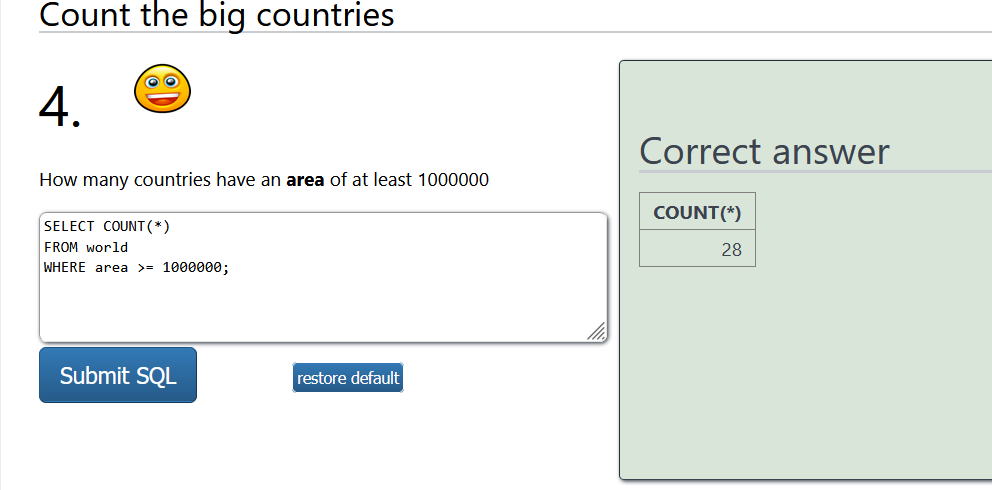 Count the big countries
4.
How many countries have an area of at least 1000000
SELECT COUNT(*)
FROM world
WHERE area >= 1000000;
Submit SQL
restore default
Correct answer
COUNT(*)
28